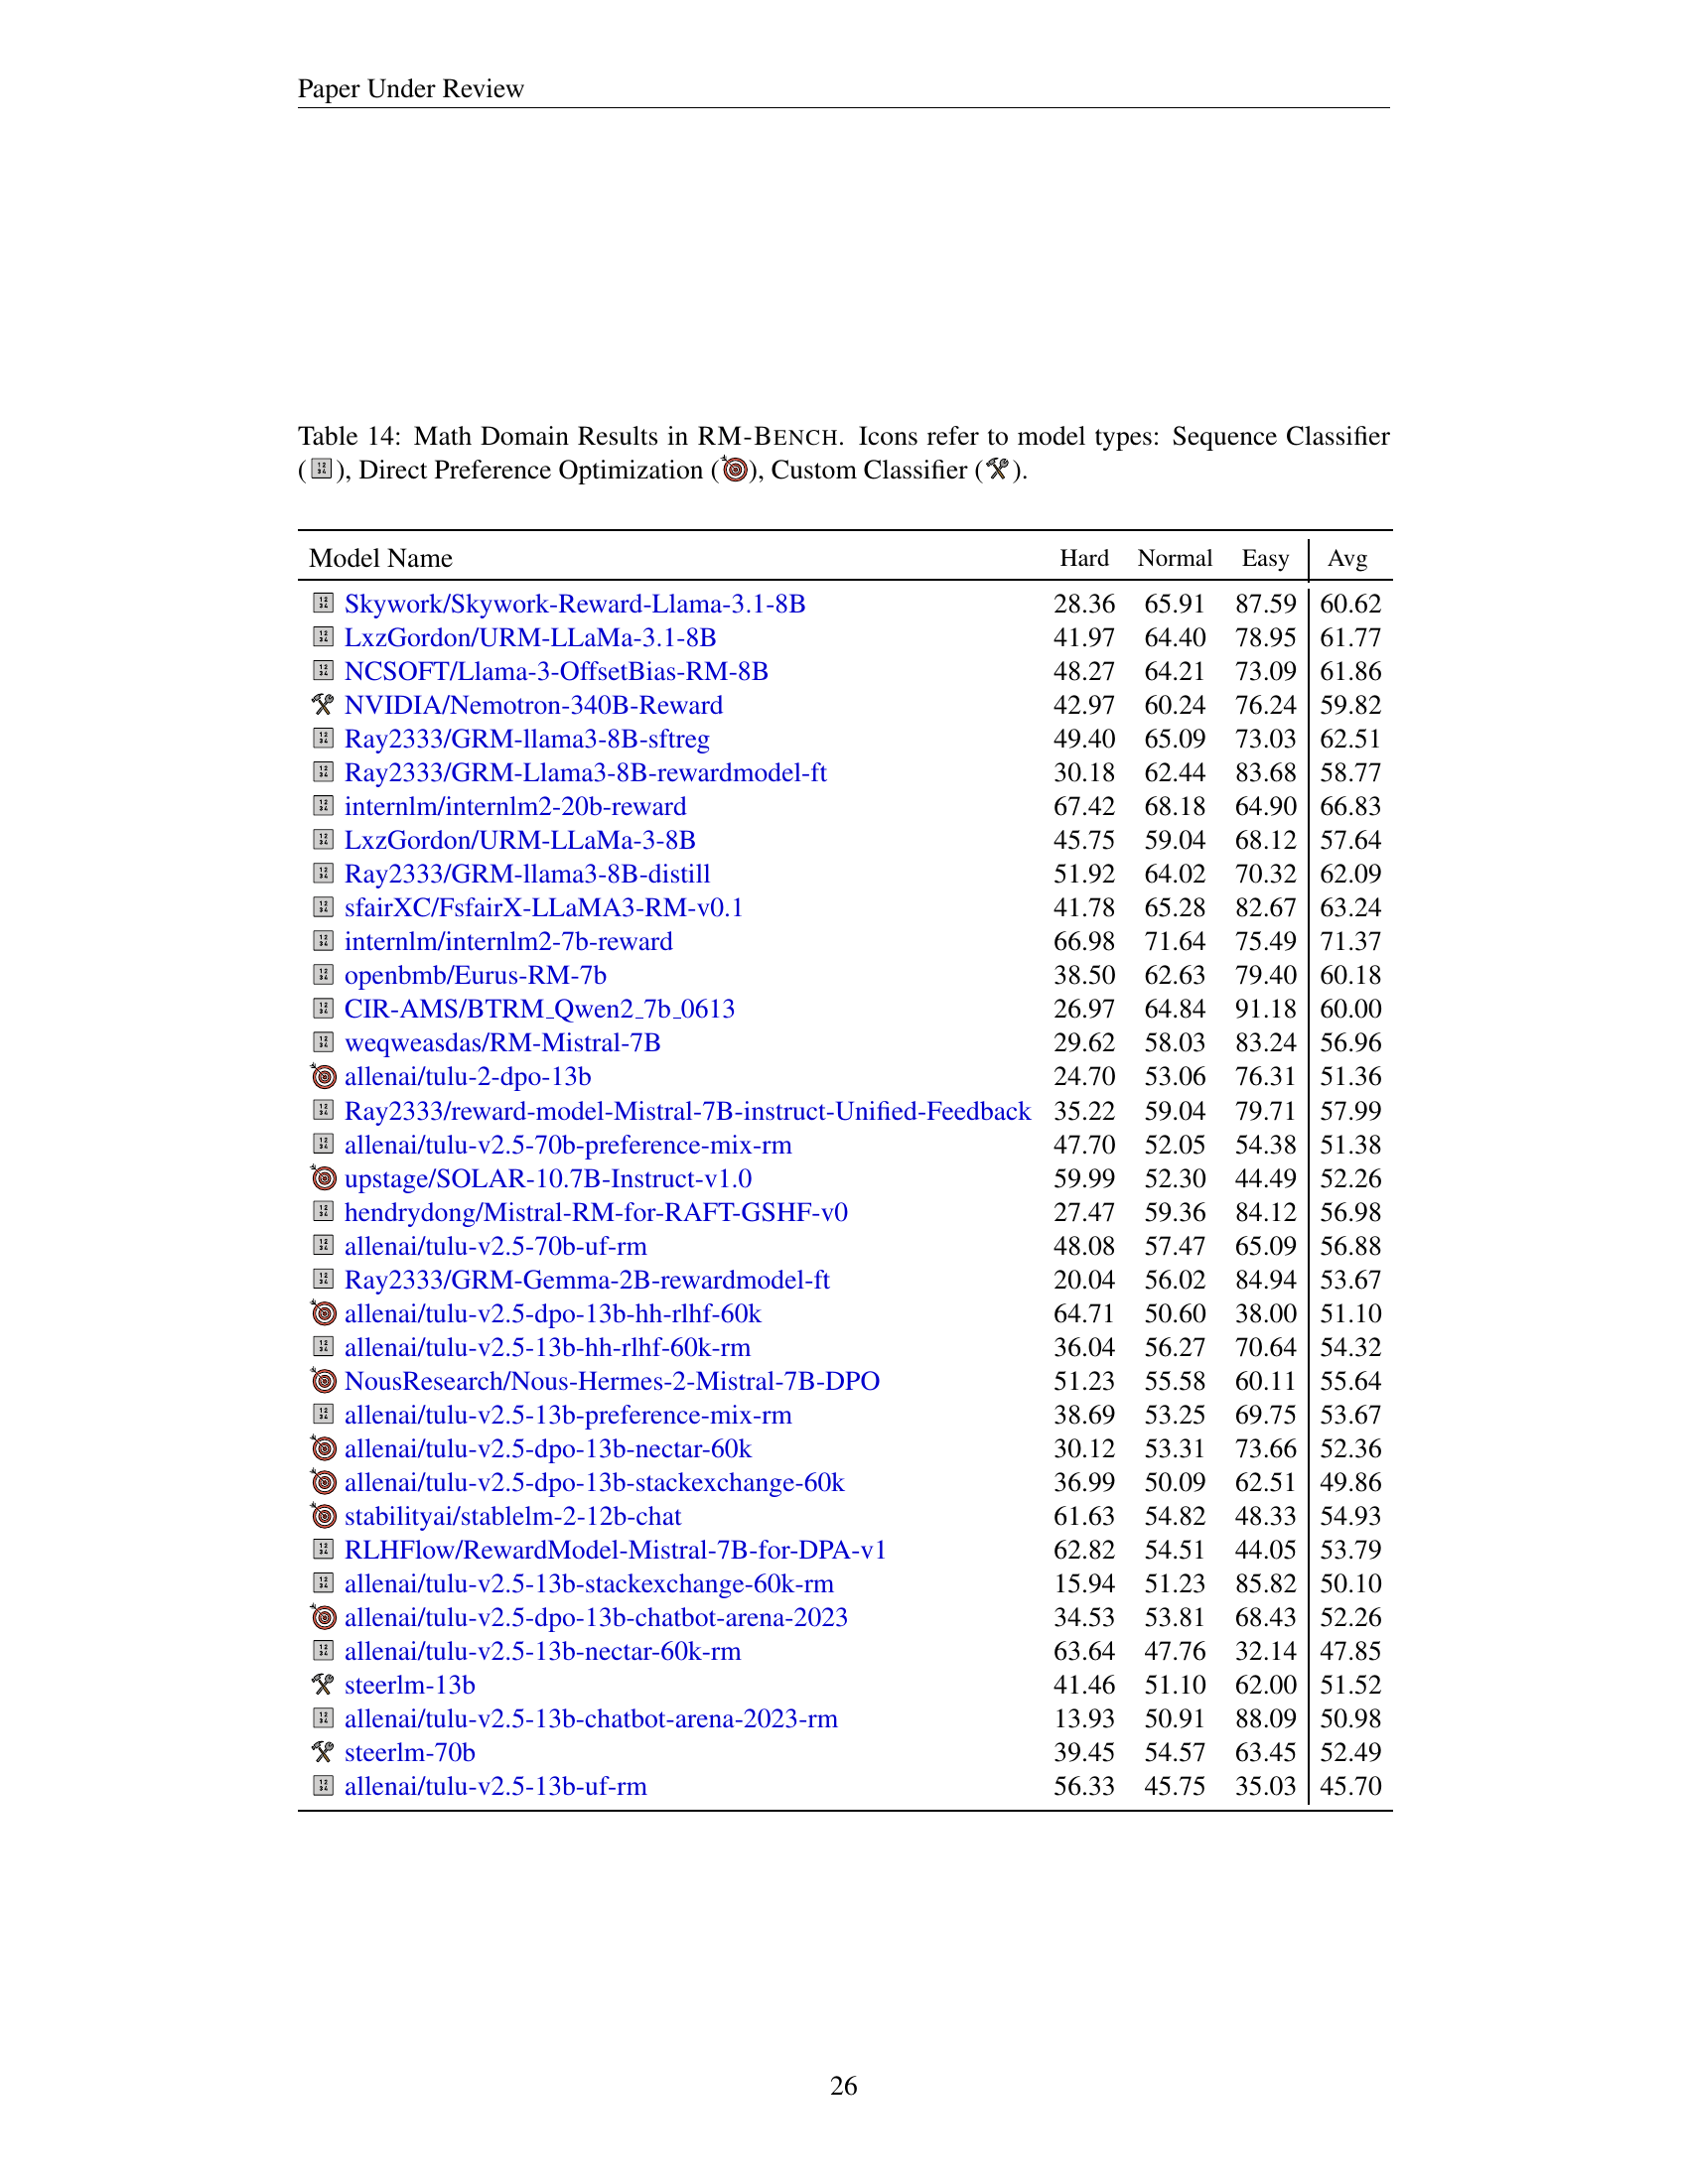 Paper Under Review
Table 14: Math Domain Results in RM-BENCH. Icons refer to model types: Sequence Classifier
(), Direct Preference Optimization (), Custom Classifier ().
Model Name Hard Normal Easy Avg
Skywork/Skywork-Reward-Llama-3.1-8B 28.36 65.91 87.59 60.62
LxzGordon/URM-LLaMa-3.1-8B 41.97 64.40 78.95 61.77
NCSOFT/Llama-3-OffsetBias-RM-8B 48.27 64.21 73.09 61.86
NVIDIA/Nemotron-340B-Reward 42.97 60.24 76.24 59.82
Ray2333/GRM-llama3-8B-sftreg 49.40 65.09 73.03 62.51
Ray2333/GRM-Llama3-8B-rewardmodel-ft 30.18 62.44 83.68 58.77
internlm/internlm2-20b-reward 67.42 68.18 64.90 66.83
LxzGordon/URM-LLaMa-3-8B 45.75 59.04 68.12 57.64
Ray2333/GRM-llama3-8B-distill 51.92 64.02 70.32 62.09
sfairXC/FsfairX-LLaMA3-RM-v0.1 41.78 65.28 82.67 63.24
internlm/internlm2-7b-reward 66.98 71.64 75.49 71.37
openbmb/Eurus-RM-7b 38.50 62.63 79.40 60.18
CIR-AMS/BTRM_Qwen2_7b_0613 26.97 64.84 91.18 60.00
weqweasdas/RM-Mistral-7B 29.62 58.03 83.24 56.96
allenai/tulu-2-dpo-13b 24.70 53.06 76.31 51.36
Ray2333/reward-model-Mistral-7B-instruct-Unified-Feedback 35.22 59.04 79.71 57.99
allenai/tulu-v2.5-70b-preference-mix-rm 47.70 52.05 54.38 51.38
upstage/SOLAR-10.7B-Instruct-v1.0 59.99 52.30 44.49 52.26
hendrydong/Mistral-RM-for-RAFT-GSHF-v0 27.47 59.36 84.12 56.98
allenai/tulu-v2.5-70b-uf-rm 48.08 57.47 65.09 56.88
Ray2333/GRM-Gemma-2B-rewardmodel-ft 20.04 56.02 84.94 53.67
allenai/tulu-v2.5-dpo-13b-hh-rlhf-60k 64.71 50.60 38.00 51.10
allenai/tulu-v2.5-13b-hh-rlhf-60k-rm 36.04 56.27 70.64 54.32
NousResearch/Nous-Hermes-2-Mistral-7B-DPO 51.23 55.58 60.11 55.64
allenai/tulu-v2.5-13b-preference-mix-rm 38.69 53.25 69.75 53.67
allenai/tulu-v2.5-dpo-13b-nectar-60k 30.12 53.31 73.66 52.36
allenai/tulu-v2.5-dpo-13b-stackexchange-60k 36.99 50.09 62.51 49.86
stabilityai/stablelm-2-12b-chat 61.63 54.82 48.33 54.93
RLHFlow/RewardModel-Mistral-7B-for-DPA-v1 62.82 54.51 44.05 53.79
allenai/tulu-v2.5-13b-stackexchange-60k-rm 15.94 51.23 85.82 50.10
allenai/tulu-v2.5-dpo-13b-chatbot-arena-2023 34.53 53.81 68.43 52.26
allenai/tulu-v2.5-13b-nectar-60k-rm 63.64 47.76 32.14 47.85
steerlm-13b 41.46 51.10 62.00 51.52
allenai/tulu-v2.5-13b-chatbot-arena-2023-rm 13.93 50.91 88.09 50.98
steerlm-70b 39.45 54.57 63.45 52.49
allenai/tulu-v2.5-13b-uf-rm 56.33 45.75 35.03 45.70
26